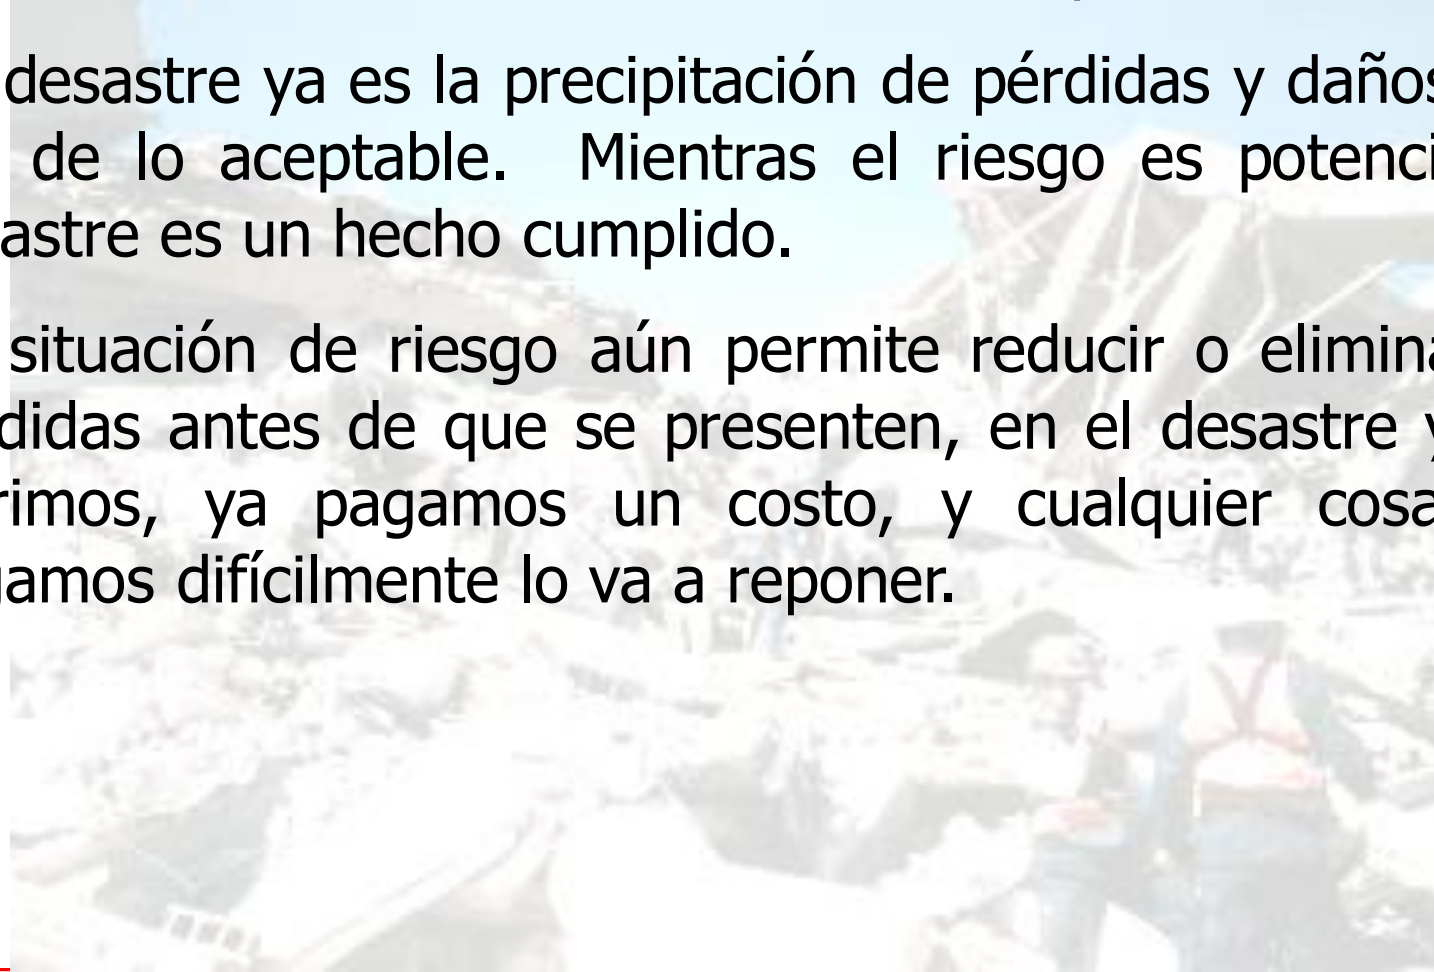 desastre ya es la precipitación de pérdidas y daños
de lo aceptable. Mientras el riesgo es potenci
astre es un hecho cumplido.
situación de riesgo aún permite reducir o elimina
didas antes de que se presenten, en el desastre y
rimos, ya pagamos un costo, y cualquier cosa
gamos difícilmente lo va a reponer.